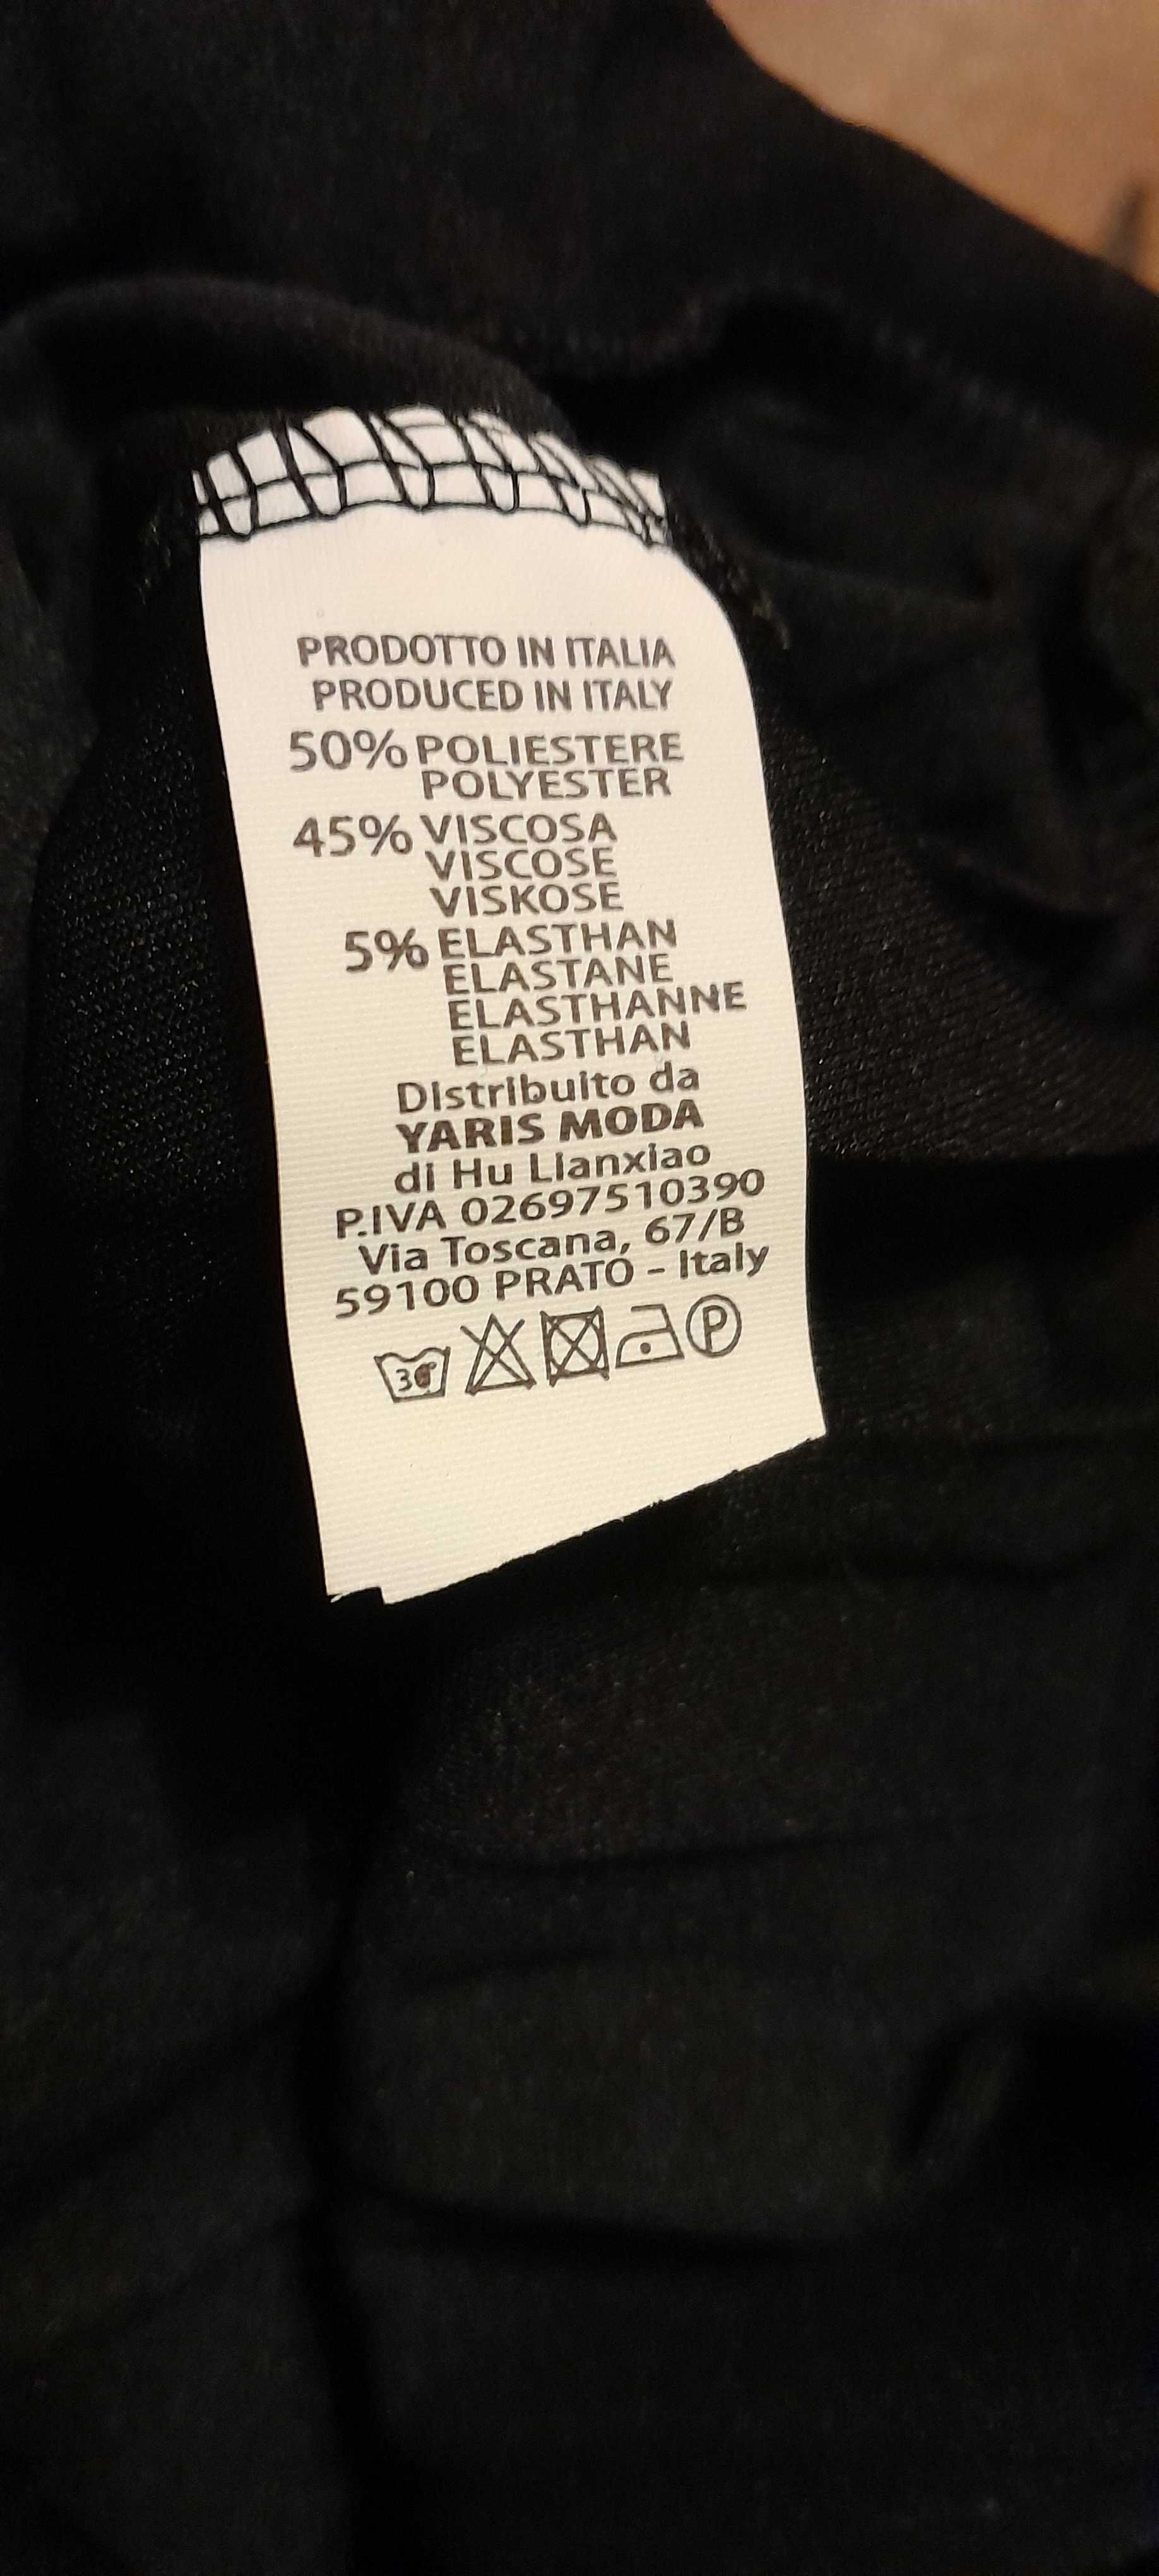 PRODOTTO IN ITALIA
PRODUCED IN ITALY
50% POLIESTERE
POLYESTER
45% VISCOSA
VISCOSE
VISKOSE
5% ELASTHAN
ELASTANE
ELASTHANNE
ELASTHAN
Distribuito da
YARIS MODA
di Hu Lianxiao
P.IVA 02697510390
Via Toscana, 67/B
59100 PRATO - Italy
30° P